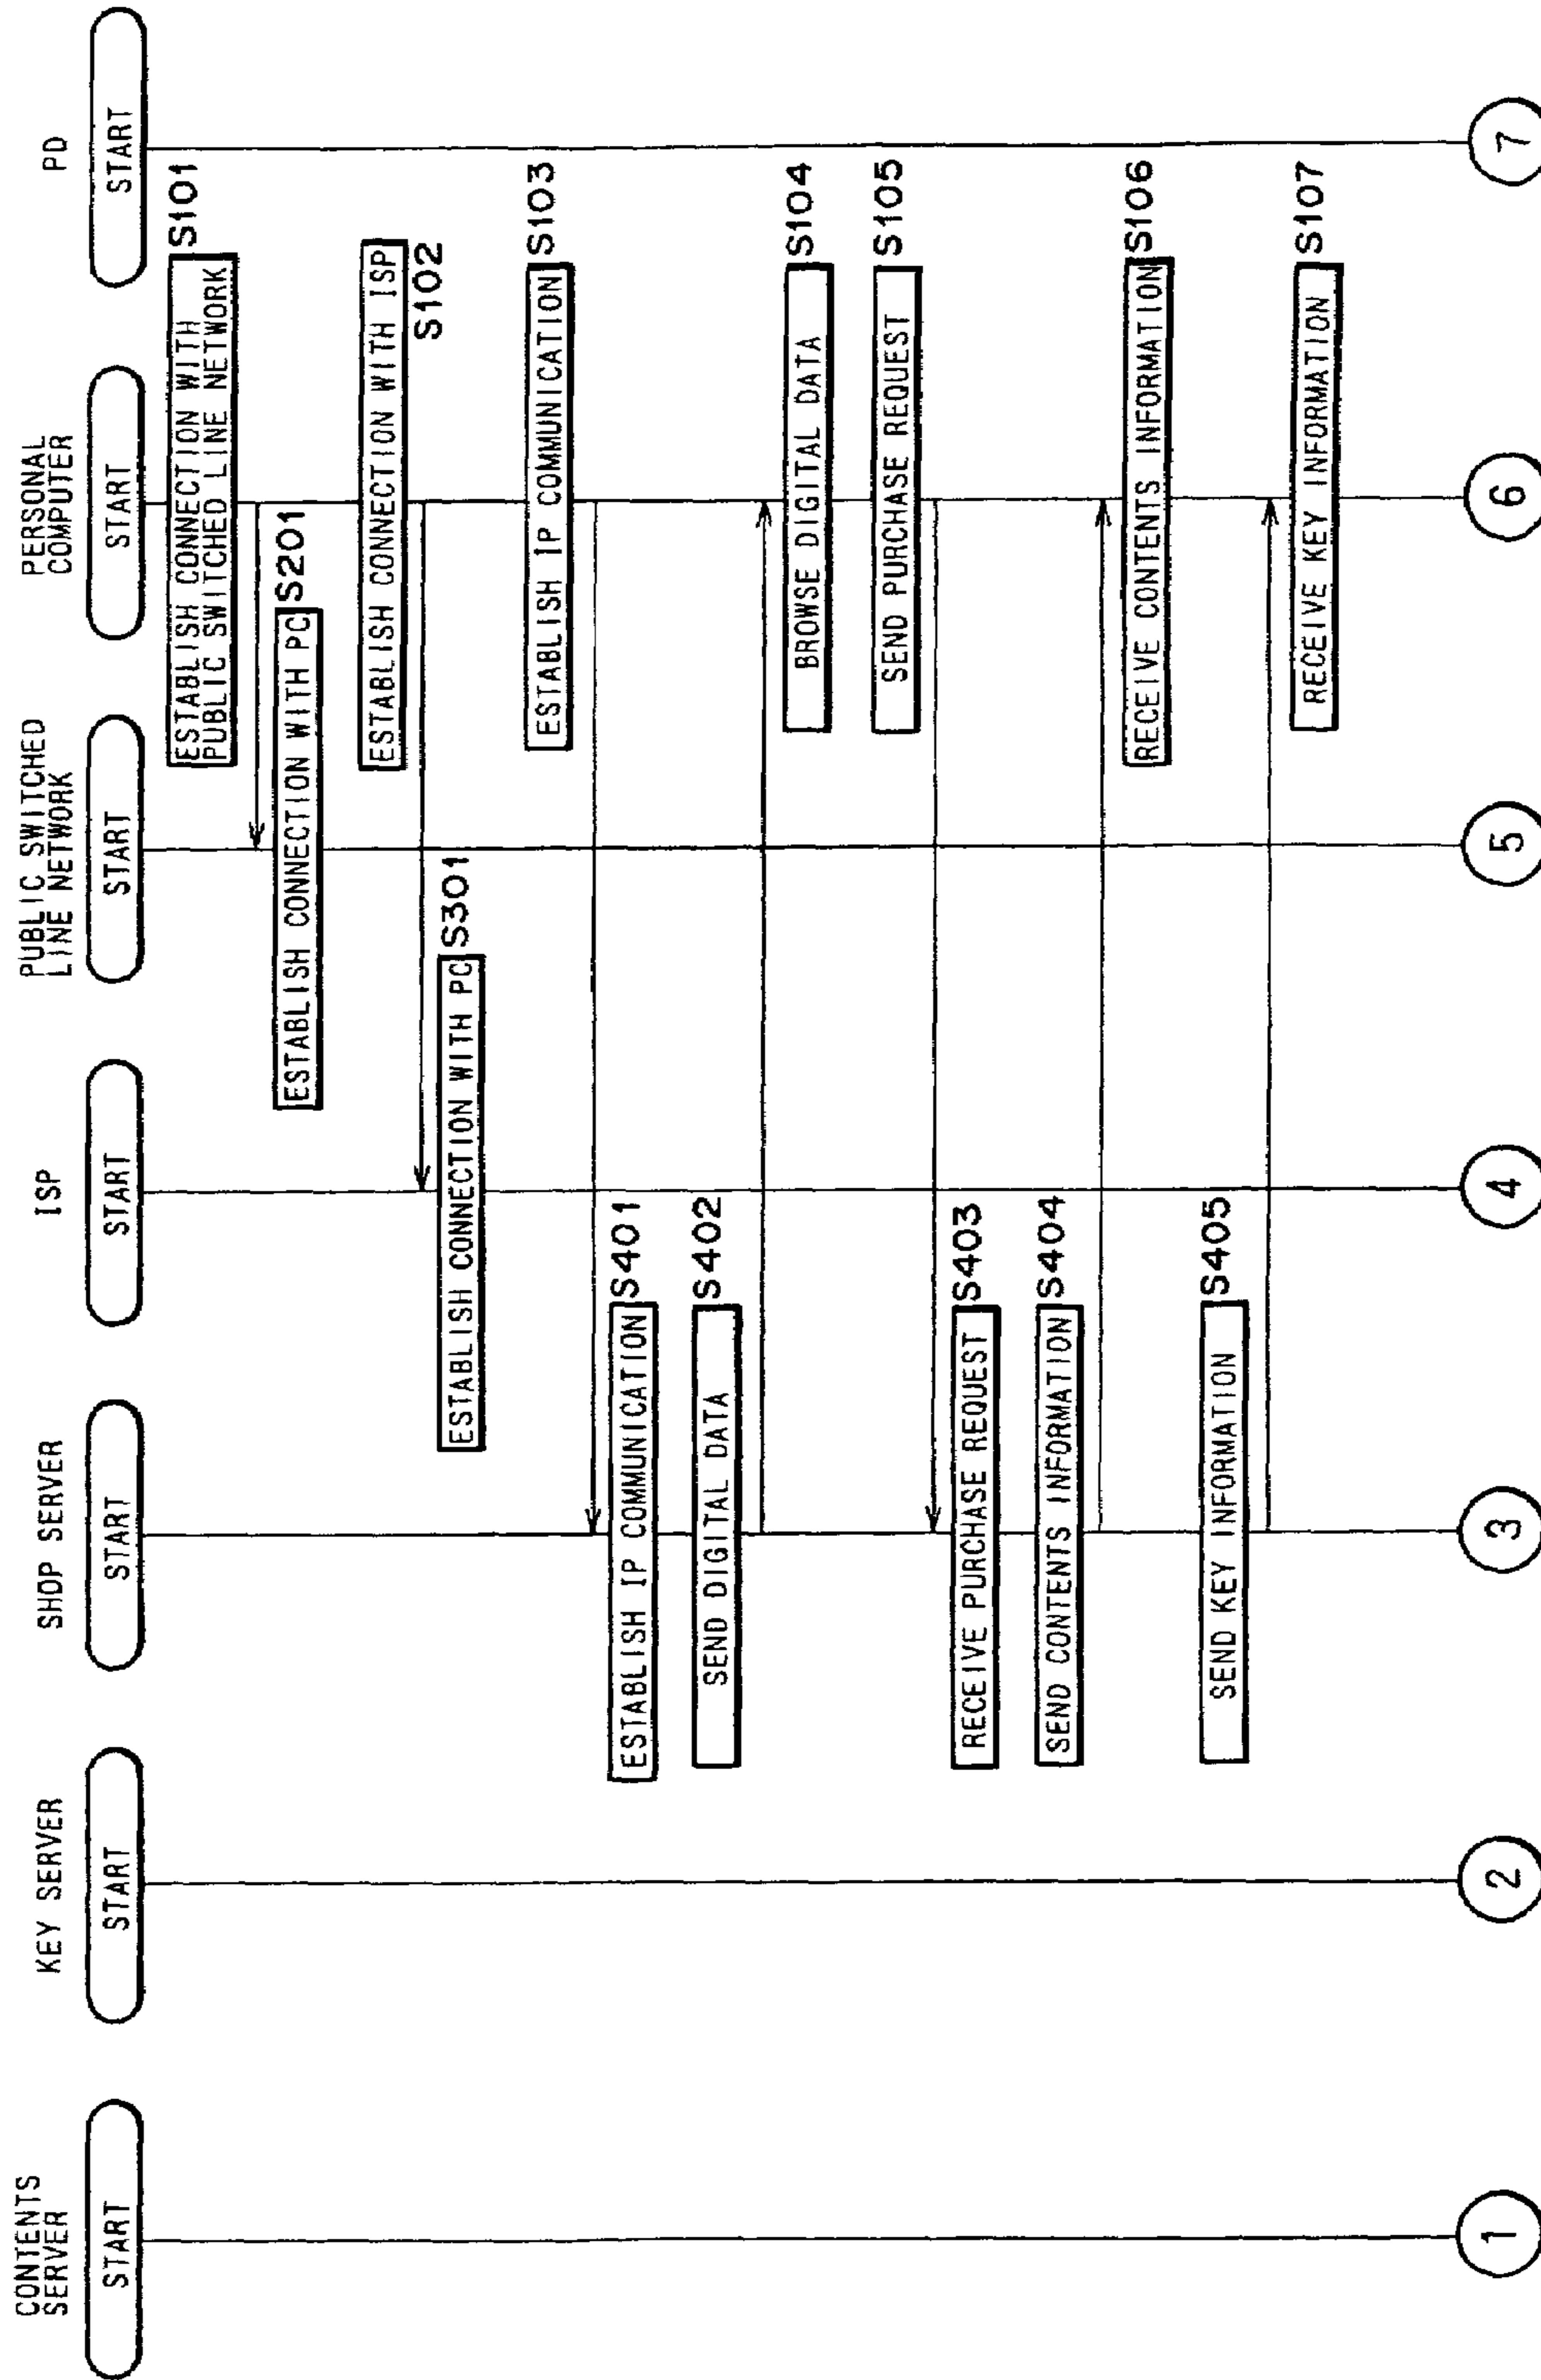 CONTENTS
SERVER
KEY SERVER
SHOP SERVER
ISP
PUBLIC SWITCHED
LINE NETWORK
PERSONAL
COMPUTER
PD
START
START
START
START
START
START
START
ESTABLISH CONNECTION WITH
PUBLIC SWITCHED LINE NETWORK
S101
ESTABLISH CONNECTION WITH PC
S201
ESTABLISH CONNECTION WITH ISP
S102
ESTABLISH CONNECTION WITH PC
S301
ESTABLISH IP COMMUNICATION
S103
ESTABLISH IP COMMUNICATION
S401
SEND DIGITAL DATA
S402
BROWSE DIGITAL DATA
S104
SEND PURCHASE REQUEST
S105
RECEIVE PURCHASE REQUEST
S403
SEND CONTENTS INFORMATION
S404
RECEIVE CONTENTS INFORMATION
S106
SEND KEY INFORMATION
S405
RECEIVE KEY INFORMATION
S107
1
2
3
4
5
6
7